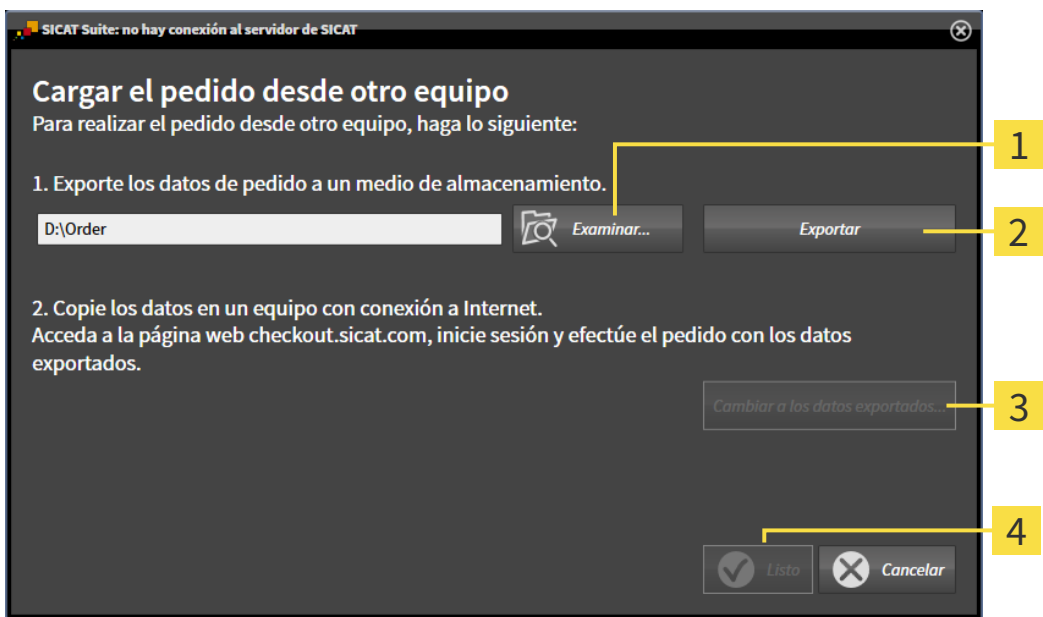 SICAT Suite: no hay conexión al servidor de SICAT
Cargar el pedido desde otro equipo
Para realizar el pedido desde otro equipo, haga lo siguiente:
1
1. Exporte los datos de pedido a un medio de almacenamiento.
D:\Order
Examinar...
Exportar
2
2. Copie los datos en un equipo con conexión a Internet.
Acceda a la página web checkout.sicat.com, inicie sesión y efectúe el pedido con los datos
exportados.
Cambiar a los datos exportados...
3
4
Listo
Cancelar